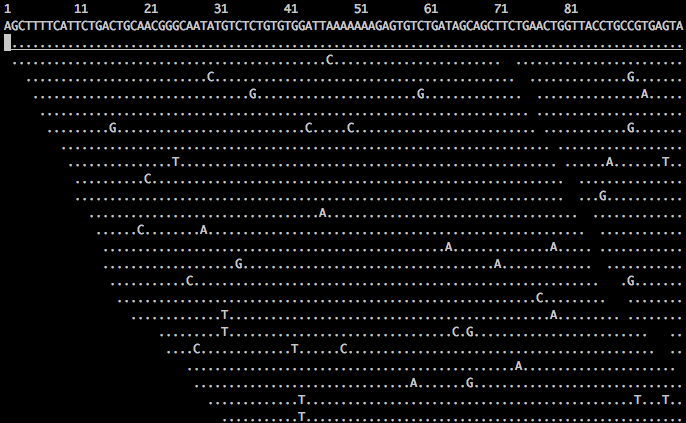 1 11 21 31 41 51 61 71 81
AGCTTTTCATTCTGACTGCAACGGGCAATATGTCTCTGTGTGGATTAAAAAAAGAGTGTCTGATAGCAGCTTCTGAACTGGTTACCTGCCGTGAGTA
C
C G
G G A
G C C G
T A T
C
G
A
C A
A A
G A
C G
C
T A
T C G
C T C
A
A G
T T T
T